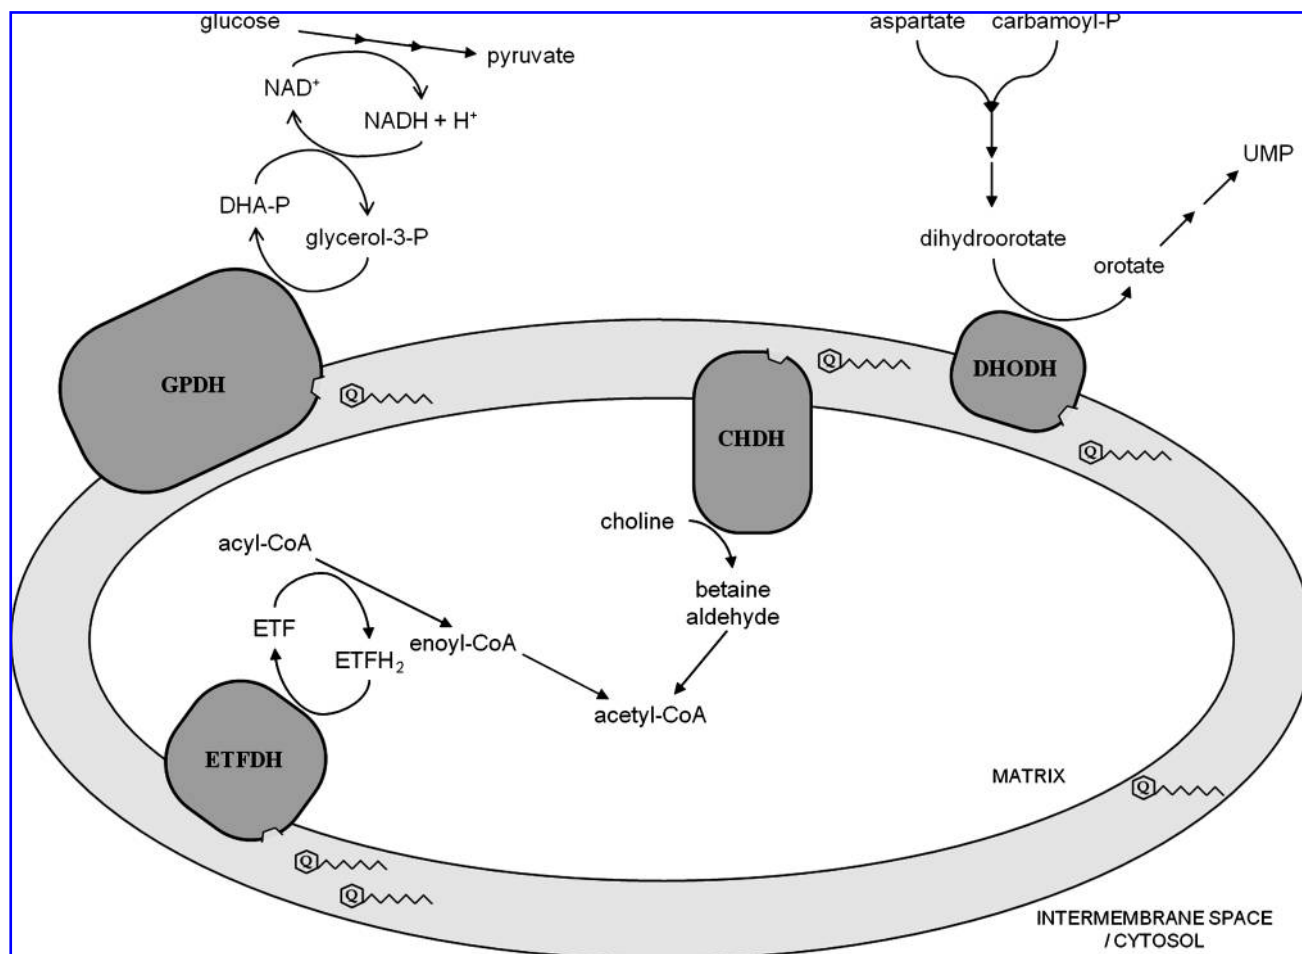 glucose
pyruvate
NAD⁺
NADH + H⁺
DHA-P
glycerol-3-P
aspartate carbamoyl-P
UMP
dihydroorotate
orotate
GPDH
Q
CHDH
Q
DHODH
Q
choline
betaine
aldehyde
acyl-CoA
ETF
ETFH₂
enoyl-CoA
acetyl-CoA
ETFDH
Q
Q
MATRIX
Q
INTERMEMBRANE SPACE
/ CYTOSOL